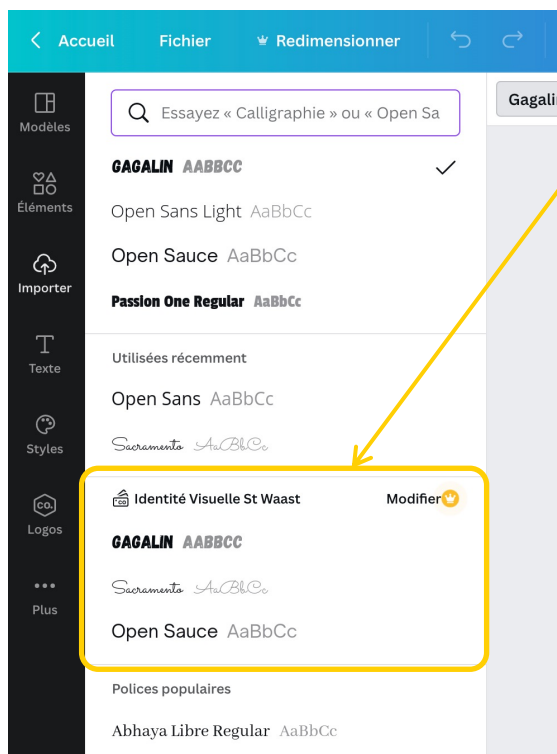 Accueil Fichier Redimensionner
Modèles
Éléments
Importer
Texte
Styles
CO.
Logos
Plus
Essayez « Calligraphie » ou « Open Sa
GAGALIN AABBCC
Open Sans Light AaBbCc
Open Sauce AaBbCc
Passion One Regular AaBbCc
Utilisées récemment
Open Sans AaBbCc
Sacramento AaBbCc
Identité Visuelle St Waast Modifier
GAGALIN AABBCC
Sacramento AaBbCc
Open Sauce AaBbCc
Polices populaires
Abhaya Libre Regular AaBbCc